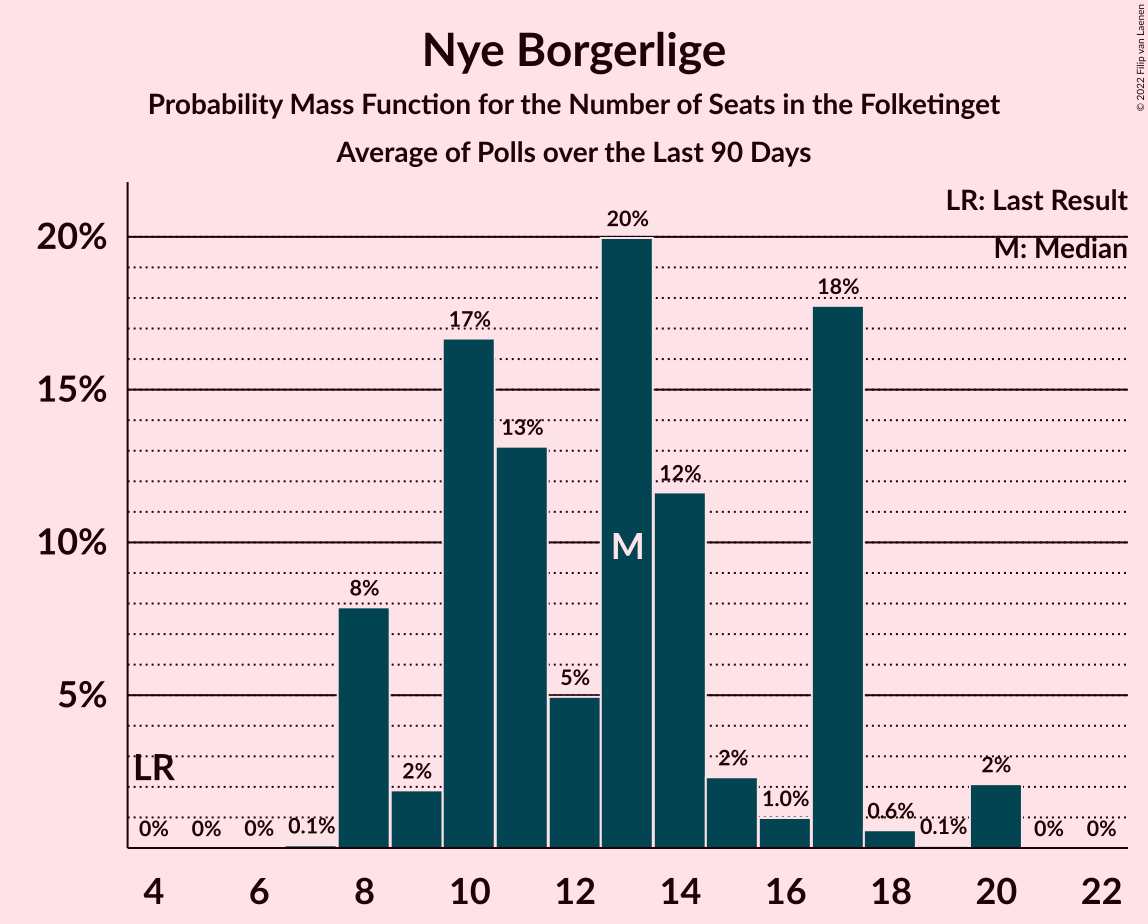 Nye Borgerlige
Probability Mass Function for the Number of Seats in the Folketinget
Average of Polls over the Last 90 Days
© 2022 Filip van Laenen
LR: Last Result
M: Median
20%
15%
10%
5%
LR
0%
0%
0%
0.1%
8%
2%
17%
13%
5%
20%
M
12%
2%
1.0%
18%
0.6%
0.1%
2%
0%
0%
4 6 8 10 12 14 16 18 20 22